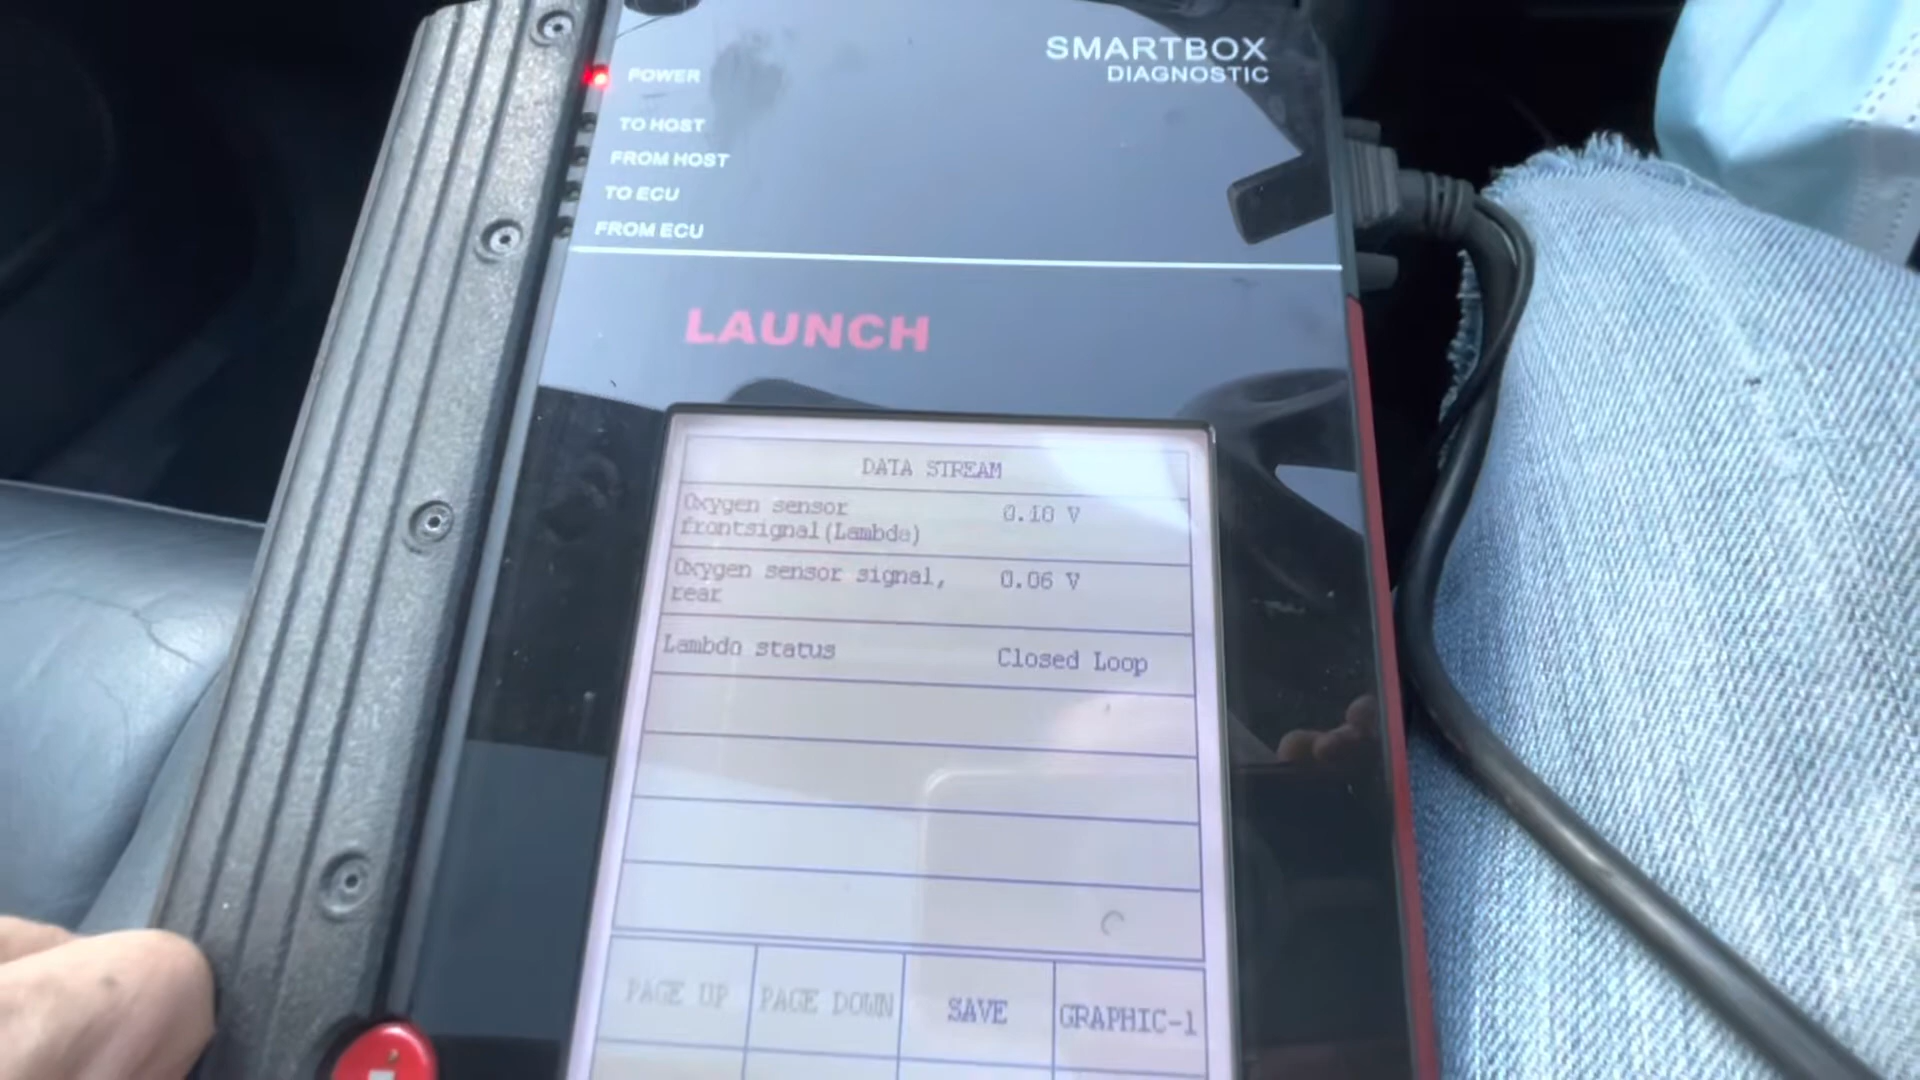 SMARTBOX
DIAGNOSTIC
POWER
TO HOST
FROM HOST
TO ECU
FROM ECU
LAUNCH
DATA STREAM
Oxygen sensor
frontsignal(Lambda)
0.10 V
Oxygen sensor signal,
rear
0.06 V
Lambda status
Closed Loop
PAGE UP
PAGE DOWN
SAVE
GRAPHIC-1